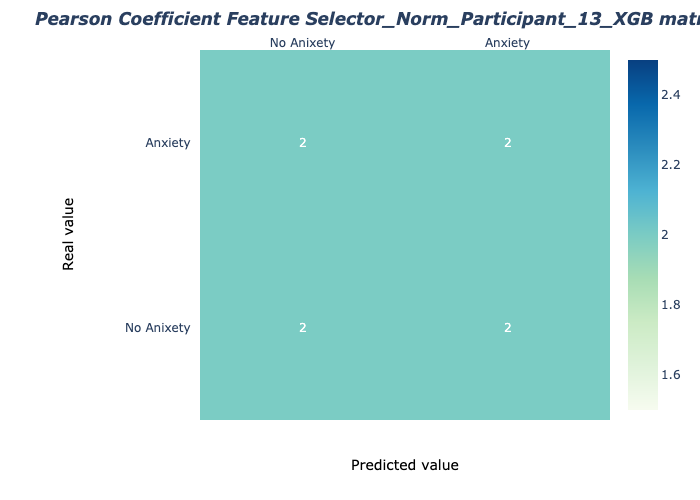 Pearson Coefficient Feature Selector_Norm_Participant_13_XGB
No Anixety Anxiety
2.4
Anxiety 2 2
2.2
Real value
2
1.8
No Anixety 2 2
1.6
Predicted value